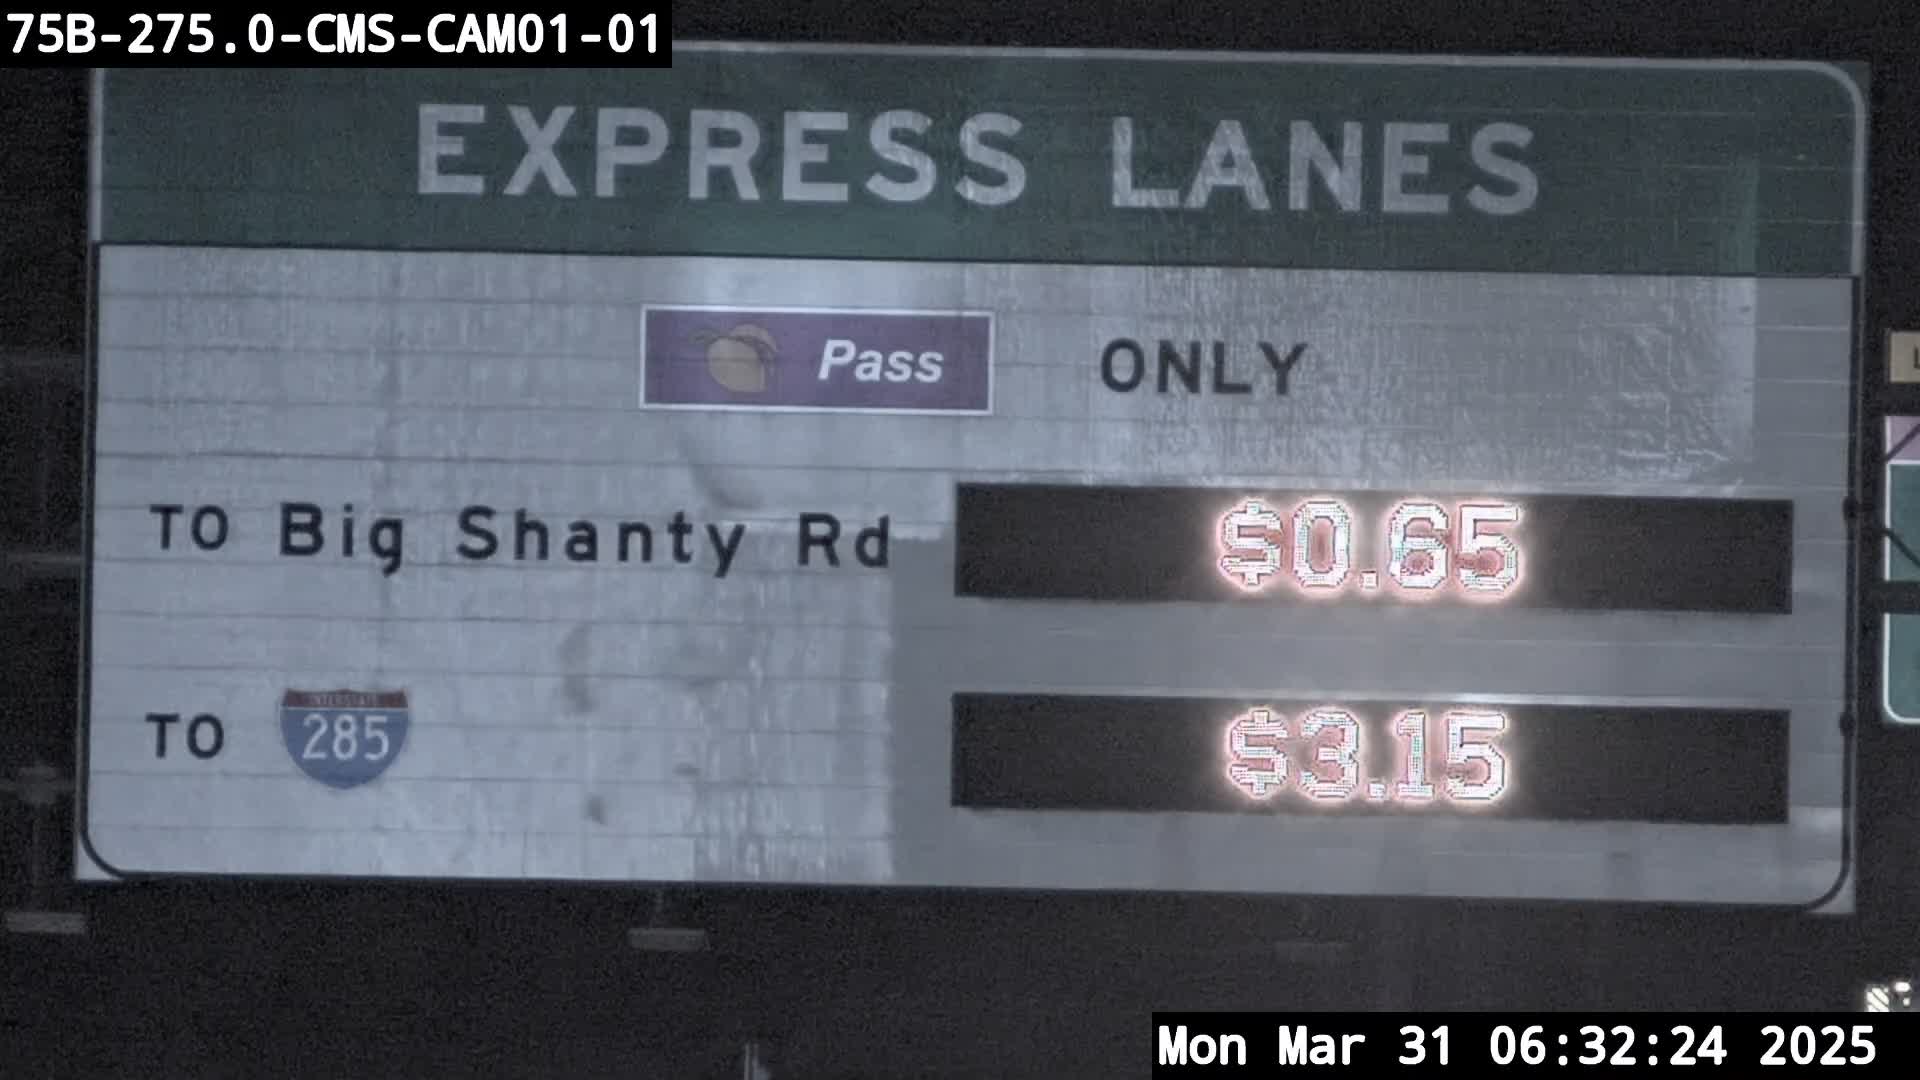 75B-275.0-CMS-CAM01-01
EXPRESS LANES
Pass ONLY
TO Big Shanty Rd $0.65
TO INTERSTATE 285 $3.15
Mon Mar 31 06:32:24 2025